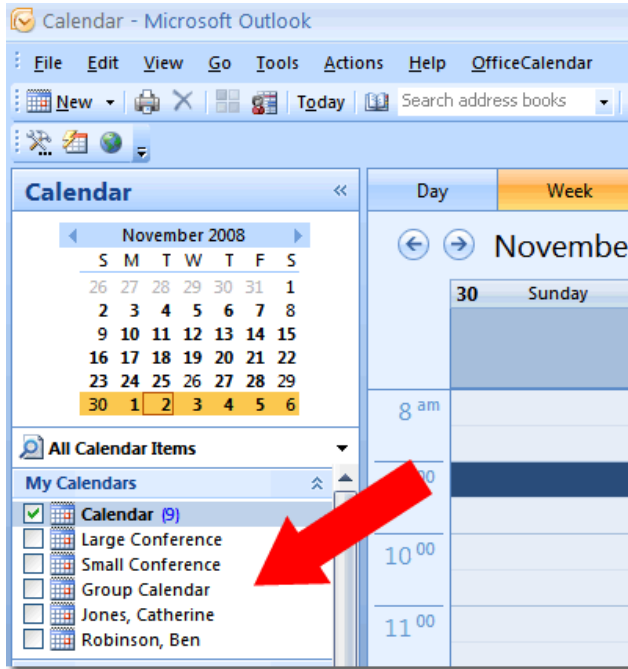 Calendar - Microsoft Outlook
File Edit View Go Tools Actions Help OfficeCalendar
New Today Search address books
Calendar «
Day Week
November 2008
S M T W T F S
26 27 28 29 30 31 1
2 3 4 5 6 7 8
9 10 11 12 13 14 15
16 17 18 19 20 21 22
23 24 25 26 27 28 29
30 1 2 3 4 5 6
Novembe
30 Sunday
8 am
00
10 00
11 00
All Calendar Items
My Calendars
Calendar (9)
Large Conference
Small Conference
Group Calendar
Jones, Catherine
Robinson, Ben